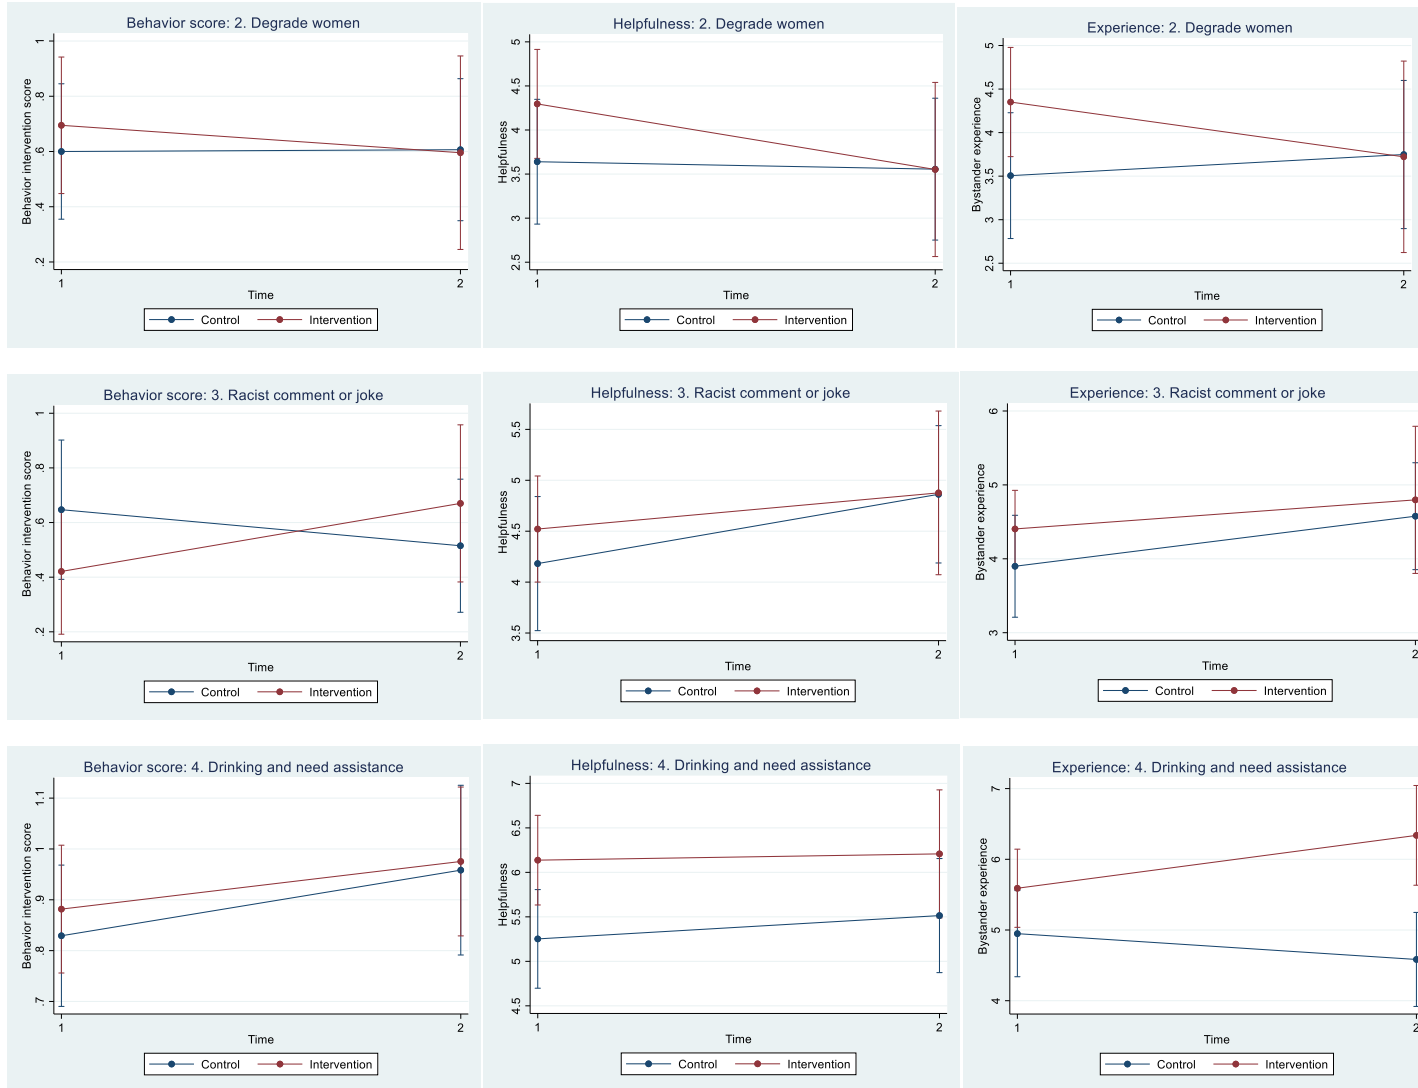 Behavior score: 2. Degrade women
Behavior intervention score
1
.8
.6
.4
.2
1 2
Time
Control Intervention
Helpfulness: 2. Degrade women
Helpfulness
5
4.5
4
3.5
3
2.5
1 2
Time
Control Intervention
Experience: 2. Degrade women
Bystander experience
5
4.5
4
3.5
3
2.5
1 2
Time
Control Intervention
Behavior score: 3. Racist comment or joke
Behavior intervention score
1
.8
.6
.4
.2
1 2
Time
Control Intervention
Helpfulness: 3. Racist comment or joke
Helpfulness
5.5
5
4.5
4
3.5
1 2
Time
Control Intervention
Experience: 3. Racist comment or joke
Bystander experience
6
5
4
3
1 2
Time
Control Intervention
Behavior score: 4. Drinking and need assistance
Behavior intervention score
1.1
1
.9
.8
.7
1 2
Time
Control Intervention
Helpfulness: 4. Drinking and need assistance
Helpfulness
7
6.5
6
5.5
5
4.5
1 2
Time
Control Intervention
Experience: 4. Drinking and need assistance
Bystander experience
7
6
5
4
1 2
Time
Control Intervention